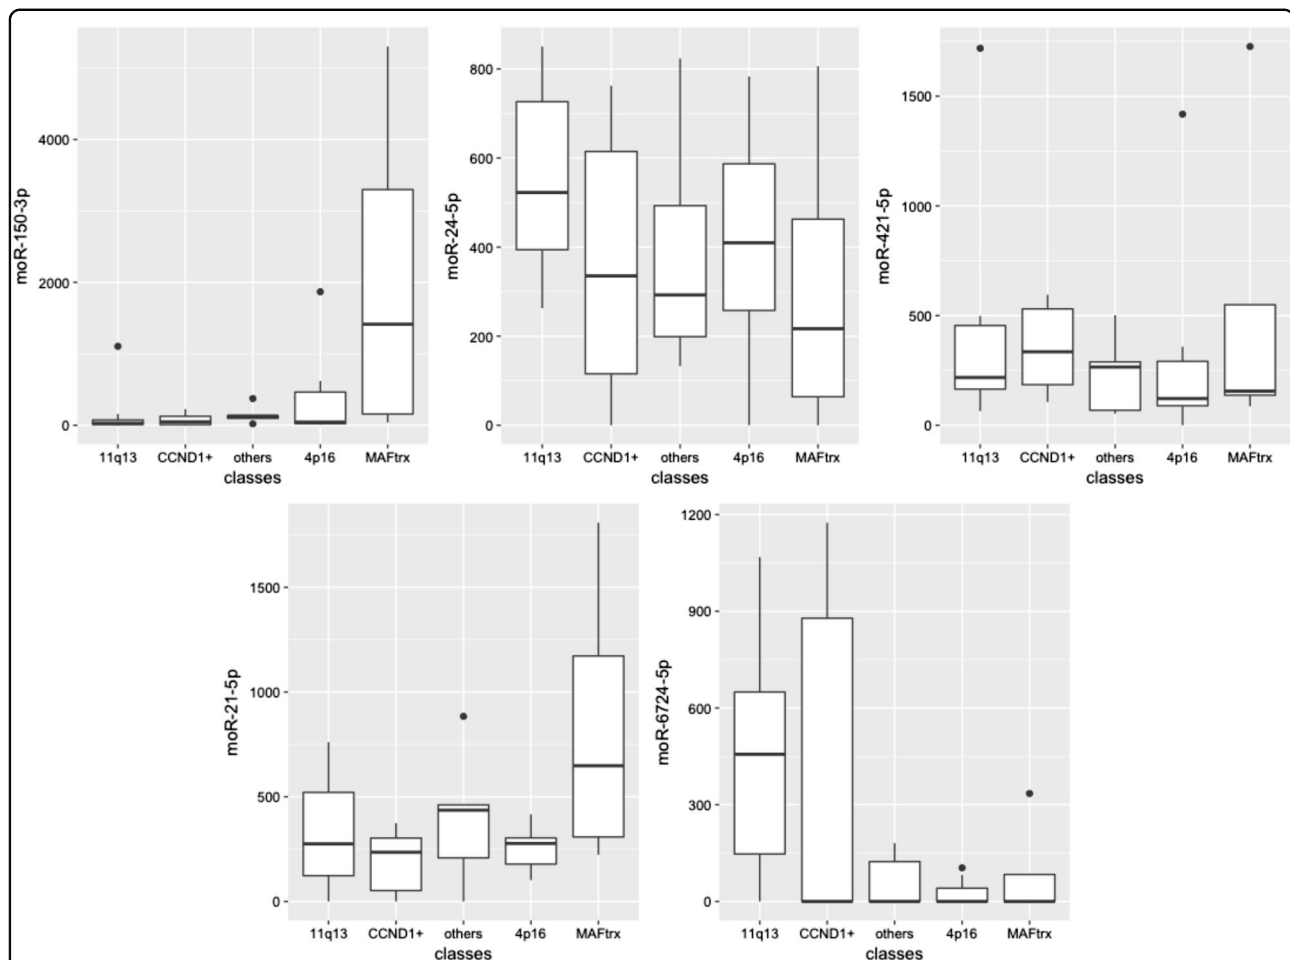 moR-150-3p
4000
2000
0
11q13 CCND1+ others 4p16 MAFtrx
classes
moR-24-5p
800
600
400
200
0
11q13 CCND1+ others 4p16 MAFtrx
classes
moR-421-5p
1500
1000
500
0
11q13 CCND1+ others 4p16 MAFtrx
classes
moR-21-5p
1500
1000
500
0
11q13 CCND1+ others 4p16 MAFtrx
classes
moR-6724-5p
1200
900
600
300
0
11q13 CCND1+ others 4p16 MAFtrx
classes